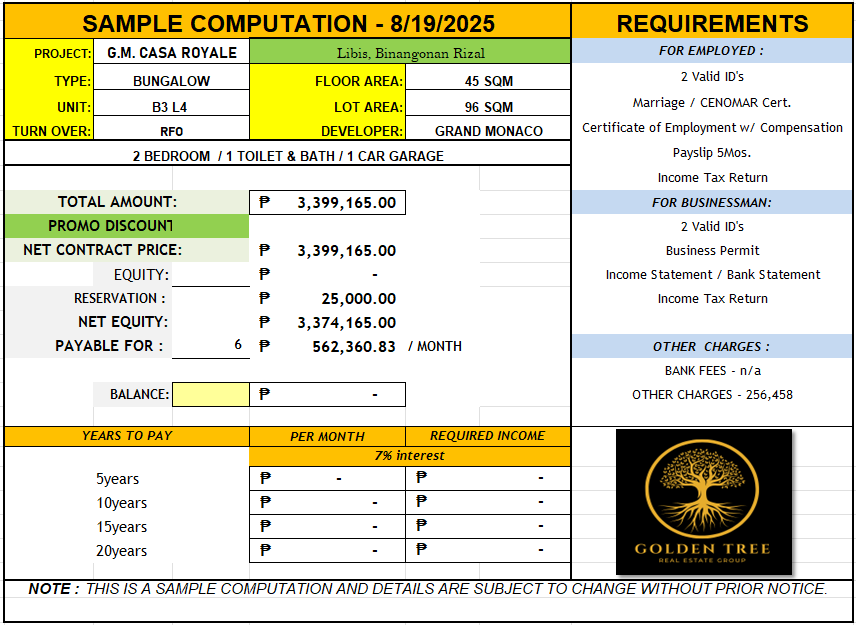 SAMPLE COMPUTATION - 8/19/2025
PROJECT: G.M. CASA ROYALE Libis, Binangonan Rizal
TYPE: BUNGALOW FLOOR AREA: 45 SQM
UNIT: B3 L4 LOT AREA: 96 SQM
TURN OVER: RFO DEVELOPER: GRAND MONACO
2 BEDROOM / 1 TOILET & BATH / 1 CAR GARAGE
TOTAL AMOUNT: ₱ 3,399,165.00
PROMO DISCOUNT
NET CONTRACT PRICE: ₱ 3,399,165.00
EQUITY: ₱ -
RESERVATION : ₱ 25,000.00
NET EQUITY: ₱ 3,374,165.00
PAYABLE FOR : 6 ₱ 562,360.83 / MONTH
BALANCE: ₱ -
YEARS TO PAY PER MONTH REQUIRED INCOME
7% interest
5years ₱ - ₱ -
10years ₱ - ₱ -
15years ₱ - ₱ -
20years ₱ - ₱ -
REQUIREMENTS
FOR EMPLOYED :
2 Valid ID's
Marriage / CENOMAR Cert.
Certificate of Employment w/ Compensation
Payslip 5Mos.
Income Tax Return
FOR BUSINESMAN:
2 Valid ID's
Business Permit
Income Statement / Bank Statement
Income Tax Return
OTHER CHARGES :
BANK FEES - n/a
OTHER CHARGES - 256,458
GOLDEN TREE
REAL ESTATE GROUP
NOTE : THIS IS A SAMPLE COMPUTATION AND DETAILS ARE SUBJECT TO CHANGE WITHOUT PRIOR NOTICE.